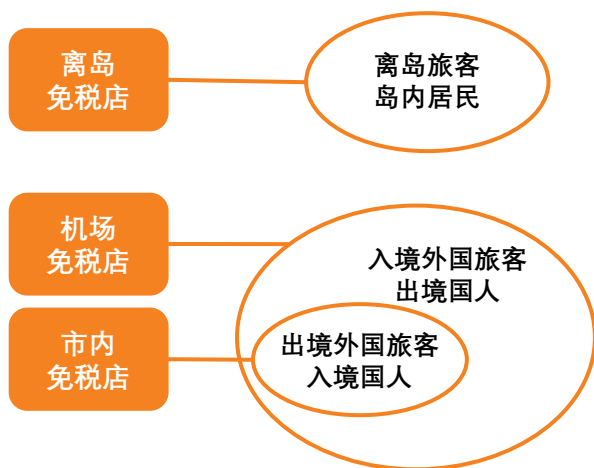 离岛
免税店
离岛旅客
岛内居民
机场
免税店
入境外国旅客
出境国人
市内
免税店
出境外国旅客
入境国人